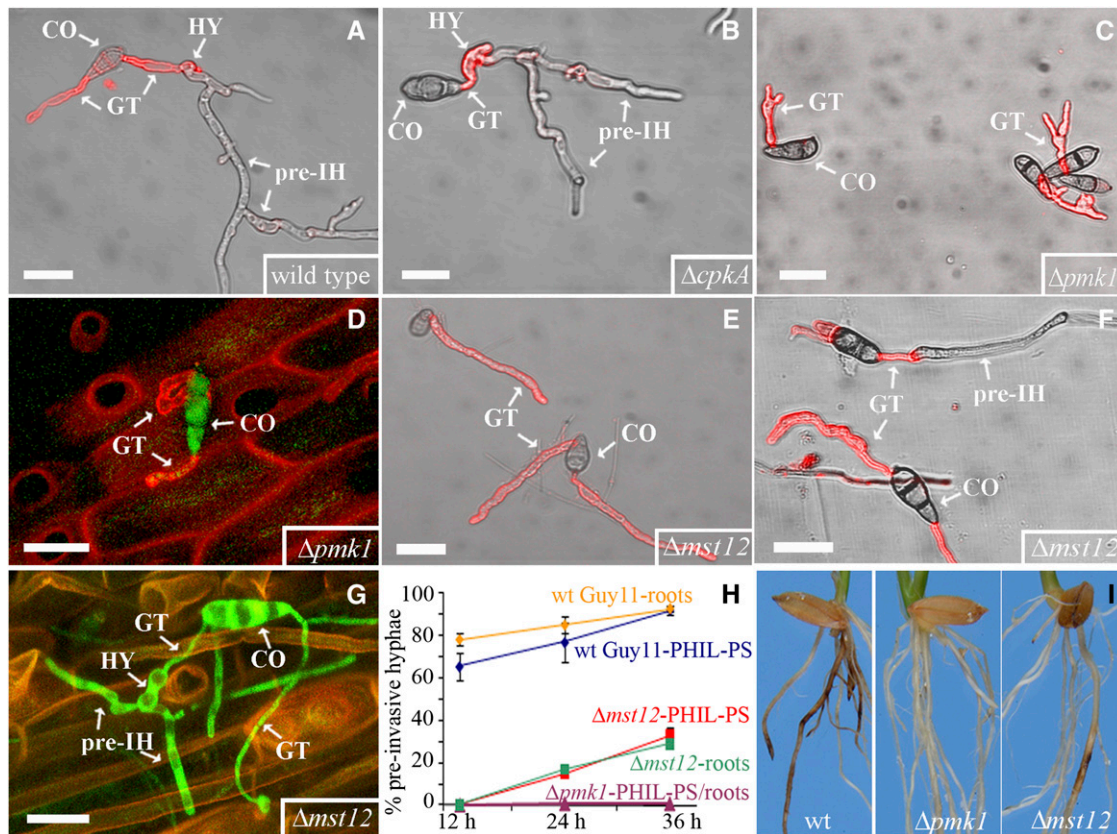 A
CO
HY
GT
pre-IH
wild type
B
HY
CO
GT
pre-IH
ΔcpkA
C
GT
CO
GT
Δpmk1
D
GT
CO
Δpmk1
E
GT
CO
Δmst12
F
GT
pre-IH
CO
Δmst12
G
GT
CO
HY
pre-IH
GT
Δmst12
H
% pre-invasive hyphae
100
80
60
40
20
0
wt Guy11-roots
wt Guy11-PHIL-PS
Δmst12-PHIL-PS
Δmst12-roots
Δpmk1-PHIL-PS/roots
12 h 24 h 36 h
I
wt Δpmk1 Δmst12